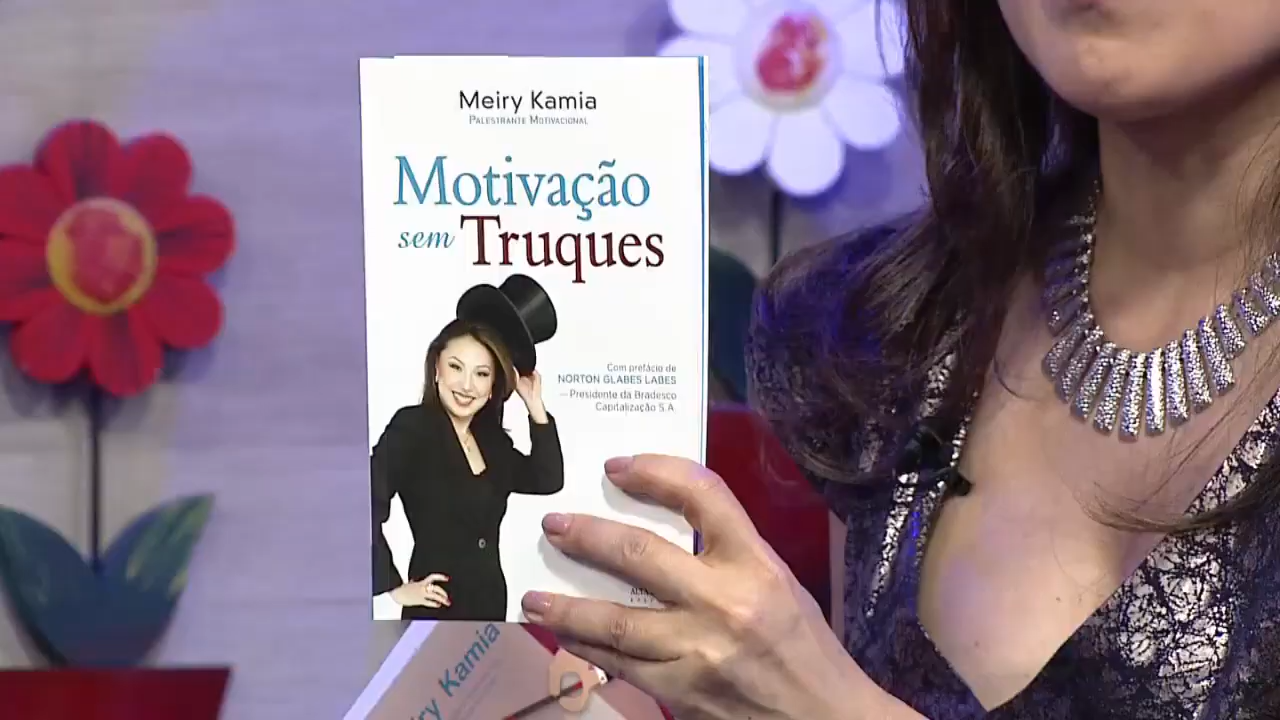 Meiry Kamia
PALESTRANTE MOTIVACIONAL
Motivação
sem Truques
Com prefácio de
NORTON GLABES LABES
— Presidente da Bradesco
Capitalização S.A.
Kamia